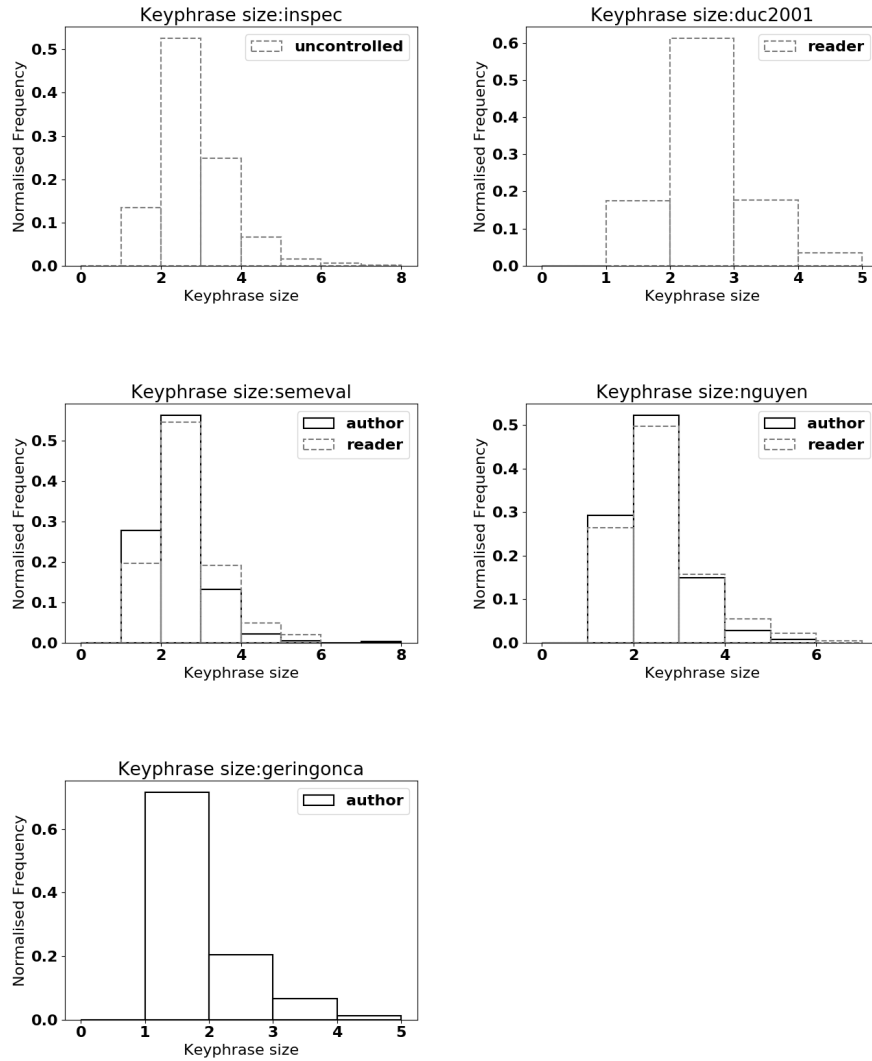 Keyphrase size:inspec
Normalised Frequency
0.5
0.4
0.3
0.2
0.1
0.0
uncontrolled
0 2 4 6 8
Keyphrase size
Keyphrase size:duc2001
Normalised Frequency
0.6
0.5
0.4
0.3
0.2
0.1
0.0
reader
0 1 2 3 4 5
Keyphrase size
Keyphrase size:semeval
Normalised Frequency
0.5
0.4
0.3
0.2
0.1
0.0
author
reader
0 2 4 6 8
Keyphrase size
Keyphrase size:nguyen
Normalised Frequency
0.5
0.4
0.3
0.2
0.1
0.0
author
reader
0 2 4 6
Keyphrase size
Keyphrase size:geringonca
Normalised Frequency
0.6
0.4
0.2
0.0
author
0 1 2 3 4 5
Keyphrase size